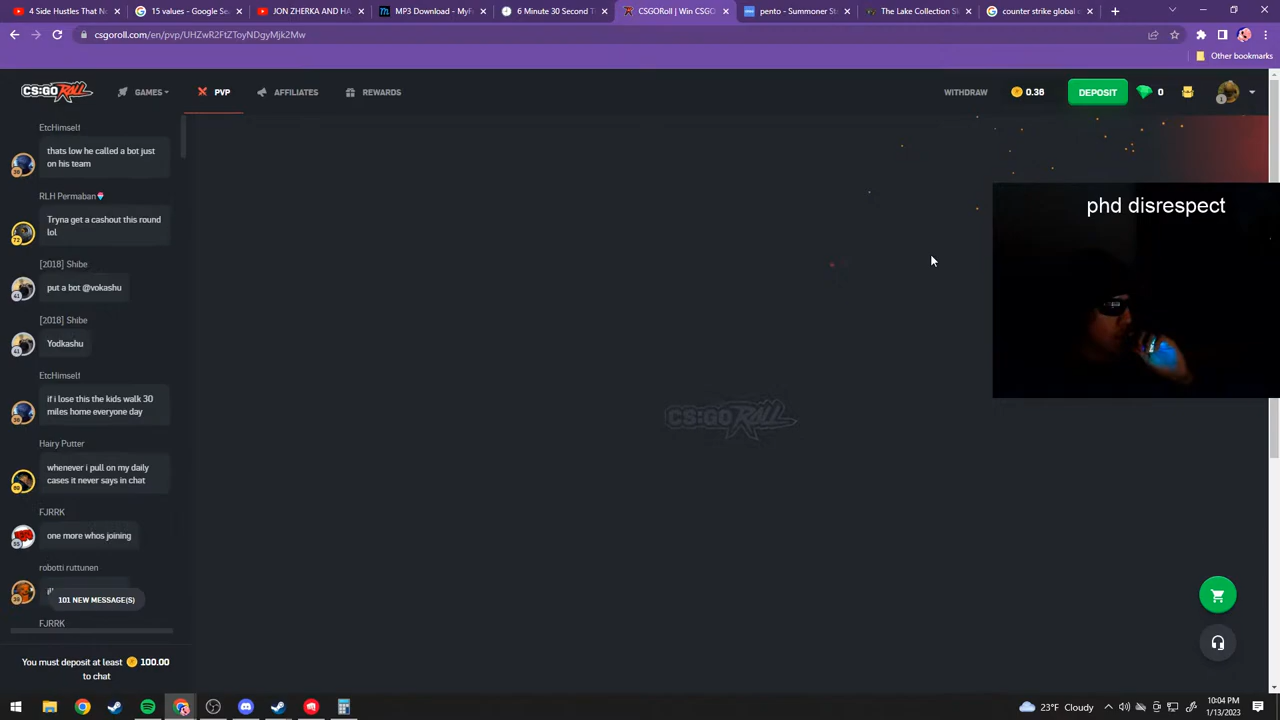 4 Side Hustles That N
15 values - Google Se
JON ZHERKA AND HA
MP3 Download - MyF
6 Minute 30 Second T
CSGORoll | Win CSGO
pento - Summoner St
The Lake Collection Sk
counter strike global o
csgoroll.com/en/pvp/UHZwR2FtZToyNDgyMjk2Mw
Other bookmarks
CS:GO ROLL
GAMES
PVP
AFFILIATES
REWARDS
WITHDRAW
0.36
DEPOSIT
0
1
EtcHimself
thats low he called a bot just
on his team
RLH Permaban
Tryna get a cashout this round
lol
[2018] Shibe
put a bot @vokashu
[2018] Shibe
Yodkashu
EtcHimself
if i lose this the kids walk 30
miles home everyday day
Hairy Putter
whenever i pull on my daily
cases it never says in chat
FJRRK
one more whos joining
robotti ruttunen
101 NEW MESSAGE(S)
FJRRK
You must deposit at least 100.00
to chat
phd disrespect
CS:GO ROLL
23°F Cloudy
10:04 PM
1/13/2023